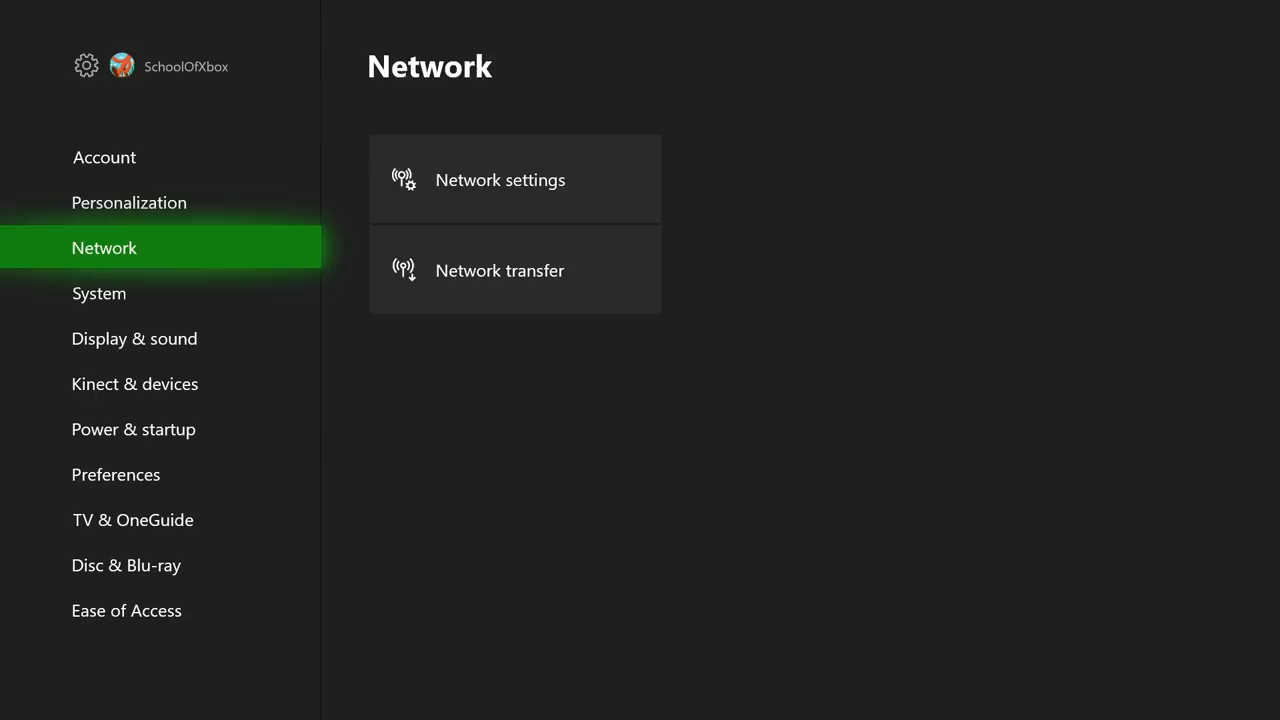 SchoolOfXbox
Account
Personalization
Network
System
Display & sound
Kinect & devices
Power & startup
Preferences
TV & OneGuide
Disc & Blu-ray
Ease of Access
Network
Network settings
Network transfer